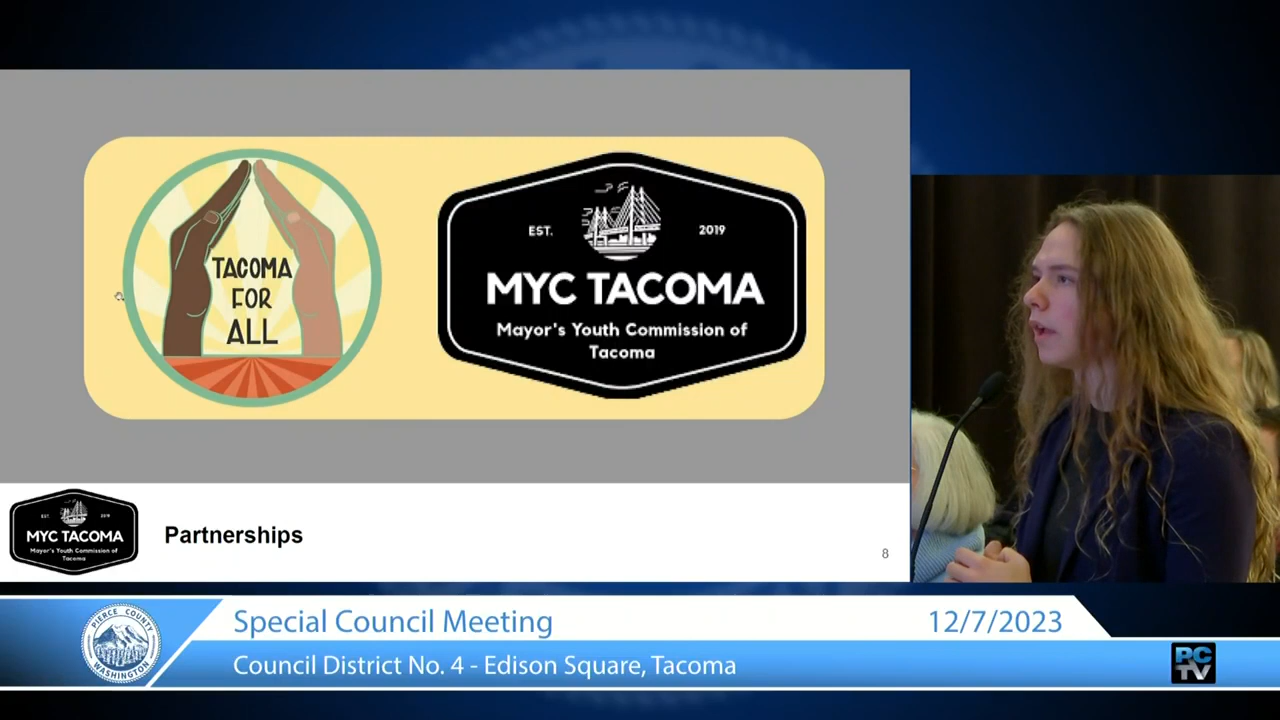 TACOMA
FOR
ALL
EST.
2019
MYC TACOMA
Mayor's Youth Commission of
Tacoma
EST.
2019
MYC TACOMA
Mayor's Youth Commission of
Tacoma
Partnerships
8
PIERCE COUNTY
WASHINGTON
Special Council Meeting
12/7/2023
Council District No. 4 - Edison Square, Tacoma
PC
TV